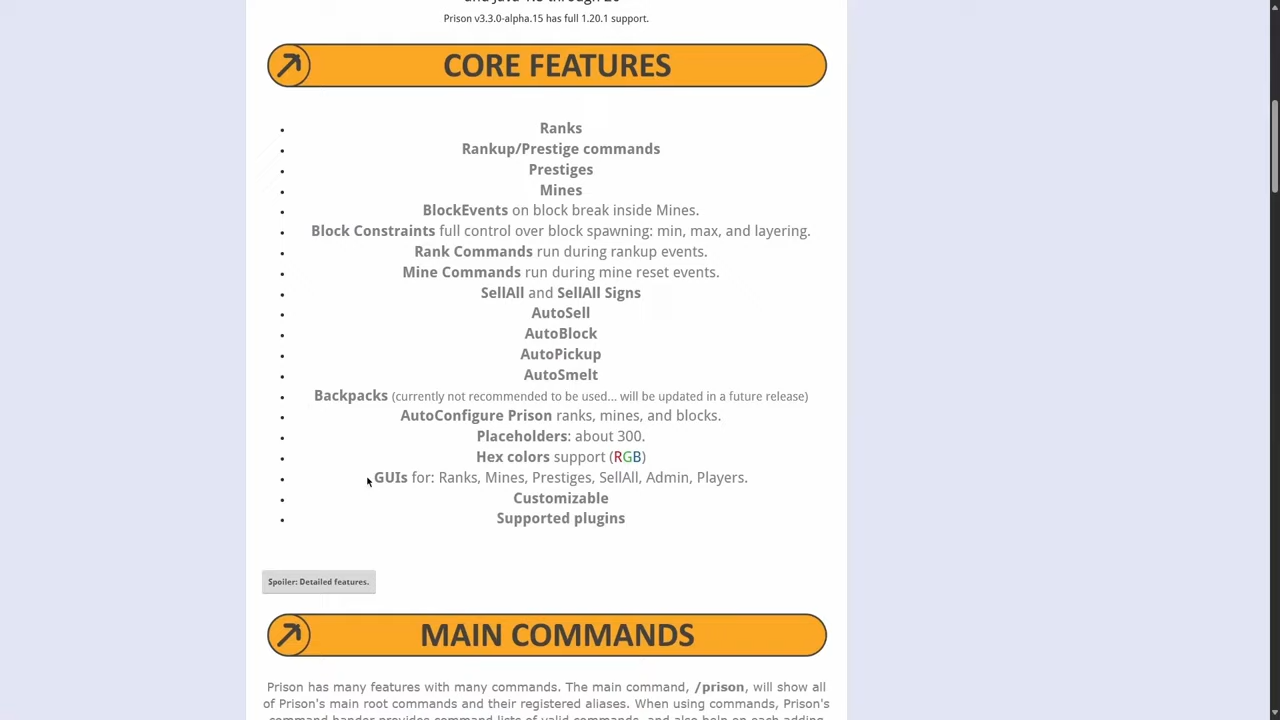 Prison v3.3.0-alpha.15 has full 1.20.1 support.
CORE FEATURES
Ranks
Rankup/Prestige commands
Prestiges
Mines
BlockEvents on block break inside Mines.
Block Constraints full control over block spawning: min, max, and layering.
Rank Commands run during rankup events.
Mine Commands run during mine reset events.
SellAll and SellAll Signs
AutoSell
AutoBlock
AutoPickup
AutoSmelt
Backpacks (currently not recommended to be used... will be updated in a future release)
AutoConfigure Prison ranks, mines, and blocks.
Placeholders: about 300.
Hex colors support (RGB)
GUIs for: Ranks, Mines, Prestiges, SellAll, Admin, Players.
Customizable
Supported plugins
Spoiler: Detailed features.
MAIN COMMANDS
Prison has many features with many commands. The main command, /prison, will show all
of Prison's main root commands and their registered aliases. When using commands, Prison's